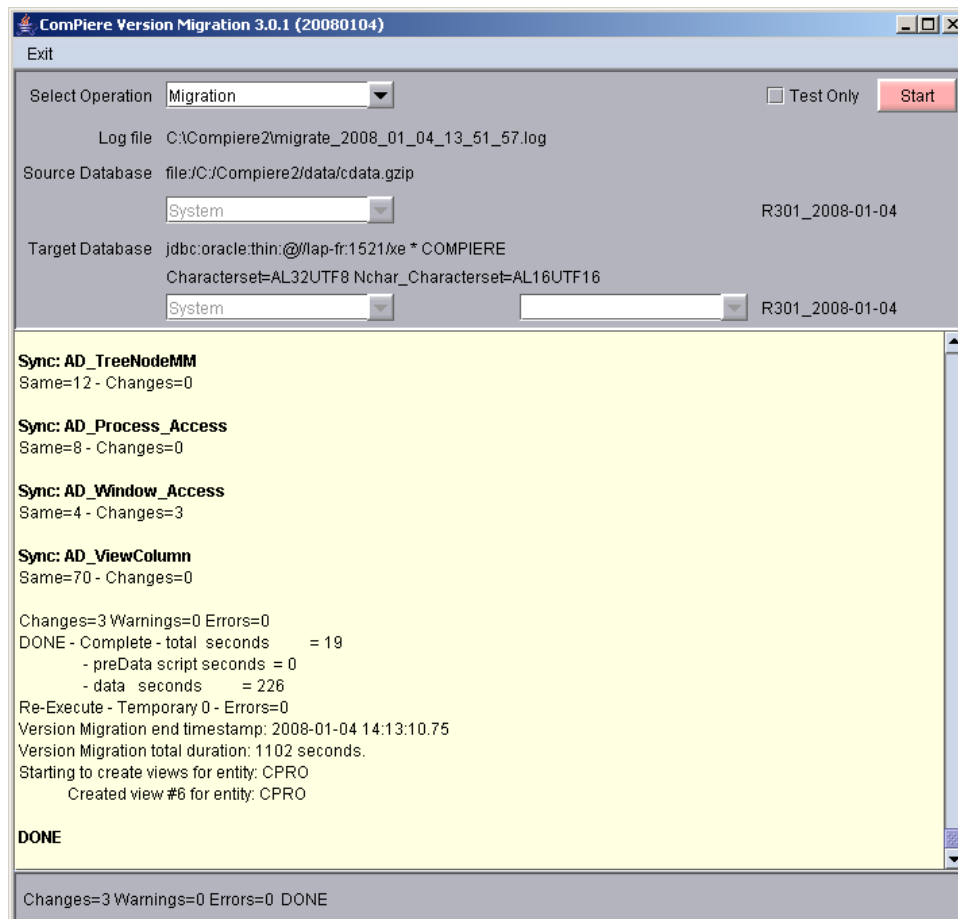 ComPiere Version Migration 3.0.1 (20080104)
Exit
Select Operation Migration Test Only Start
Log file C:\Compiere2\migrate_2008_01_04_13_51_57.log
Source Database file:/C:/Compiere2/data/cdata.gzip
System R301_2008-01-04
Target Database jdbc:oracle:thin:@//lap-fr:1521/xe * COMPIERE
Characterset=AL32UTF8 Nchar_Characterset=AL16UTF16
System R301_2008-01-04
Sync: AD_TreeNodeMM
Same=12 - Changes=0
Sync: AD_Process_Access
Same=8 - Changes=0
Sync: AD_Window_Access
Same=4 - Changes=3
Sync: AD_ViewColumn
Same=70 - Changes=0
Changes=3 Warnings=0 Errors=0
DONE - Complete - total seconds = 19
- preData script seconds = 0
- data seconds = 226
Re-Execute - Temporary 0 - Errors=0
Version Migration end timestamp: 2008-01-04 14:13:10.75
Version Migration total duration: 1102 seconds.
Starting to create views for entity: CPRO
Created view #6 for entity: CPRO
DONE
Changes=3 Warnings=0 Errors=0 DONE